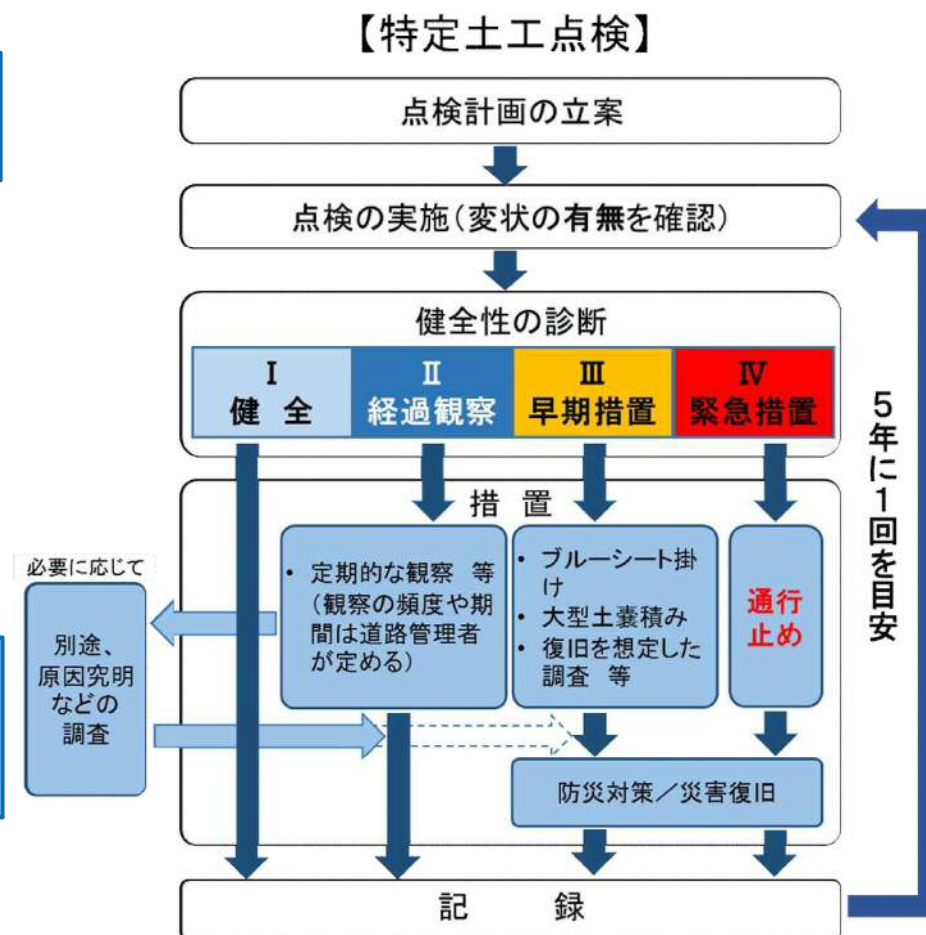 【特定土工点検】
点検計画の立案
点検の実施(変状の有無を確認)
健全性の診断
Ⅰ
健 全
Ⅱ
経過観察
Ⅲ
早期措置
Ⅳ
緊急措置
措 置
• 定期的な観察 等
(観察の頻度や期
間は道路管理者
が定める)
• ブルーシート掛
け
• 大型土嚢積み
• 復旧を想定した
調査 等
通行
止め
必要に応じて
別途、
原因究明
などの
調査
防災対策／災害復旧
記 録
5年に1回を目安